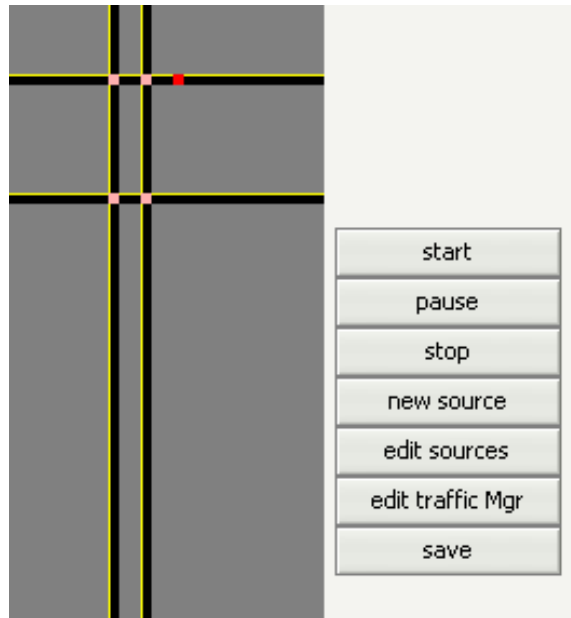 start
pause
stop
new source
edit sources
edit traffic Mgr
save